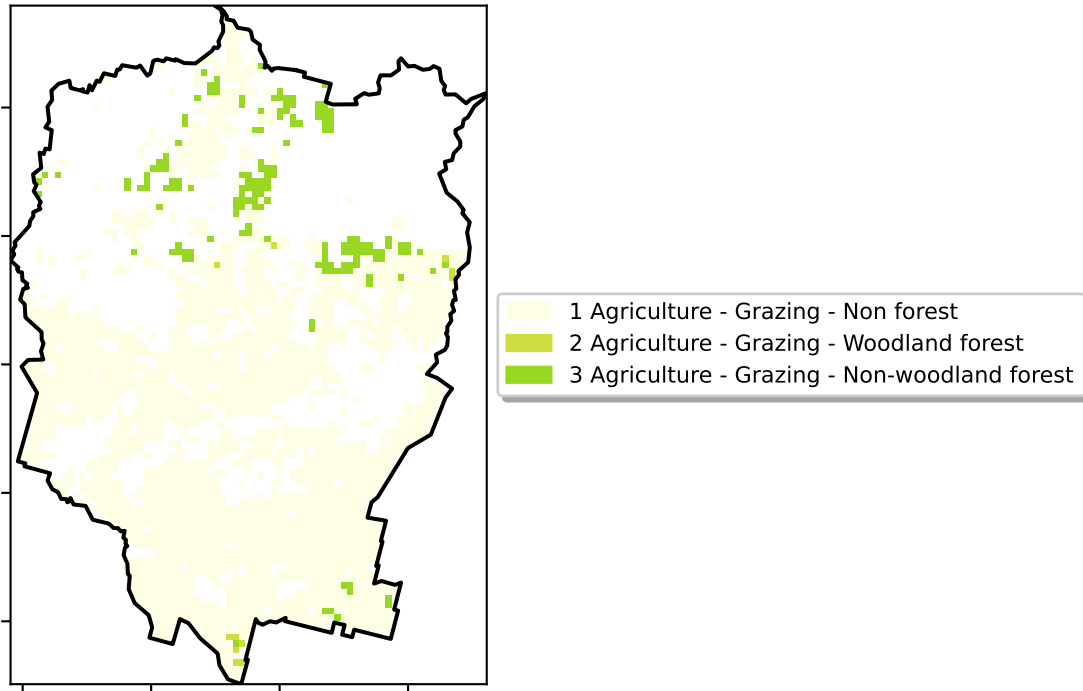 1 Agriculture - Grazing - Non forest
2 Agriculture - Grazing - Woodland forest
3 Agriculture - Grazing - Non-woodland forest